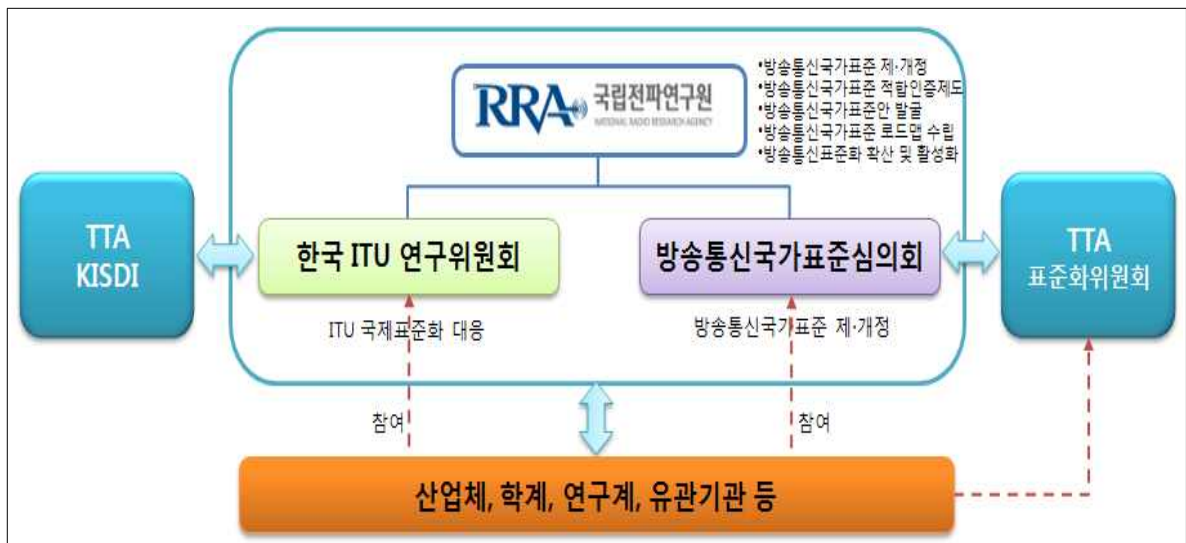 RRA 국립전파연구원
NATIONAL RADIO RESEARCH AGENCY
•방송통신국가표준 제·개정
•방송통신국가표준 적합인증제도
•방송통신국가표준안 발굴
•방송통신국가표준 로드맵 수립
•방송통신표준화 확산 및 활성화
TTA
KISDI
한국 ITU 연구위원회
방송통신국가표준심의회
TTA
표준화위원회
ITU 국제표준화 대응
방송통신국가표준 제·개정
참여
참여
산업체, 학계, 연구계, 유관기관 등